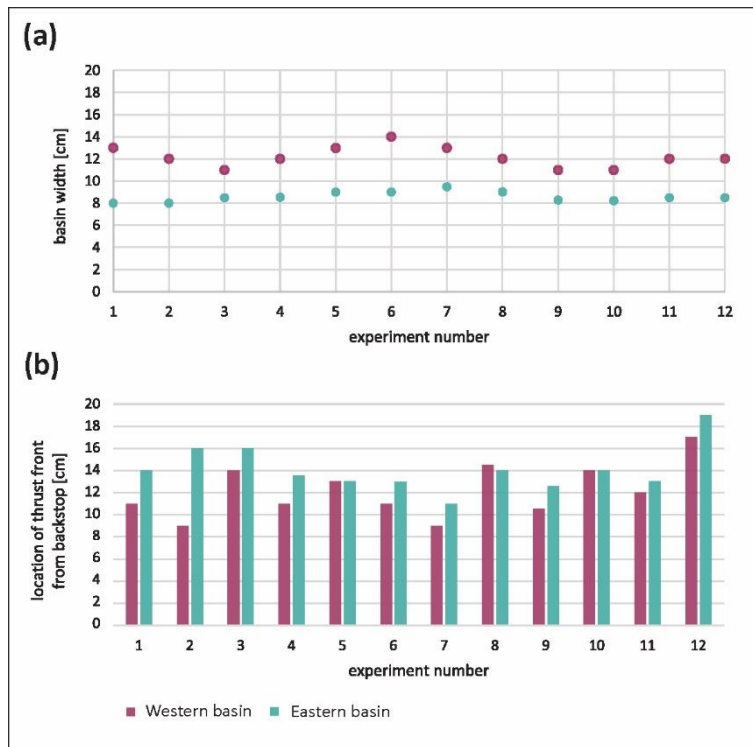 (a)
20
18
16
14
12
10
8
6
4
2
0
basin width [cm]
1 2 3 4 5 6 7 8 9 10 11 12
experiment number
(b)
20
18
16
14
12
10
8
6
4
2
0
location of thrust front
from backstop [cm]
1 2 3 4 5 6 7 8 9 10 11 12
experiment number
Western basin Eastern basin